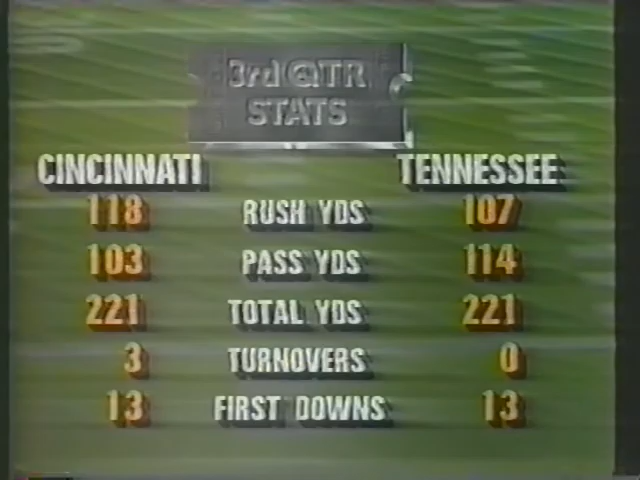 3rd QTR
STATS
CINCINNATI TENNESSEE
118 RUSH YDS 107
103 PASS YDS 114
221 TOTAL YDS 221
3 TURNOVERS 0
13 FIRST DOWNS 13